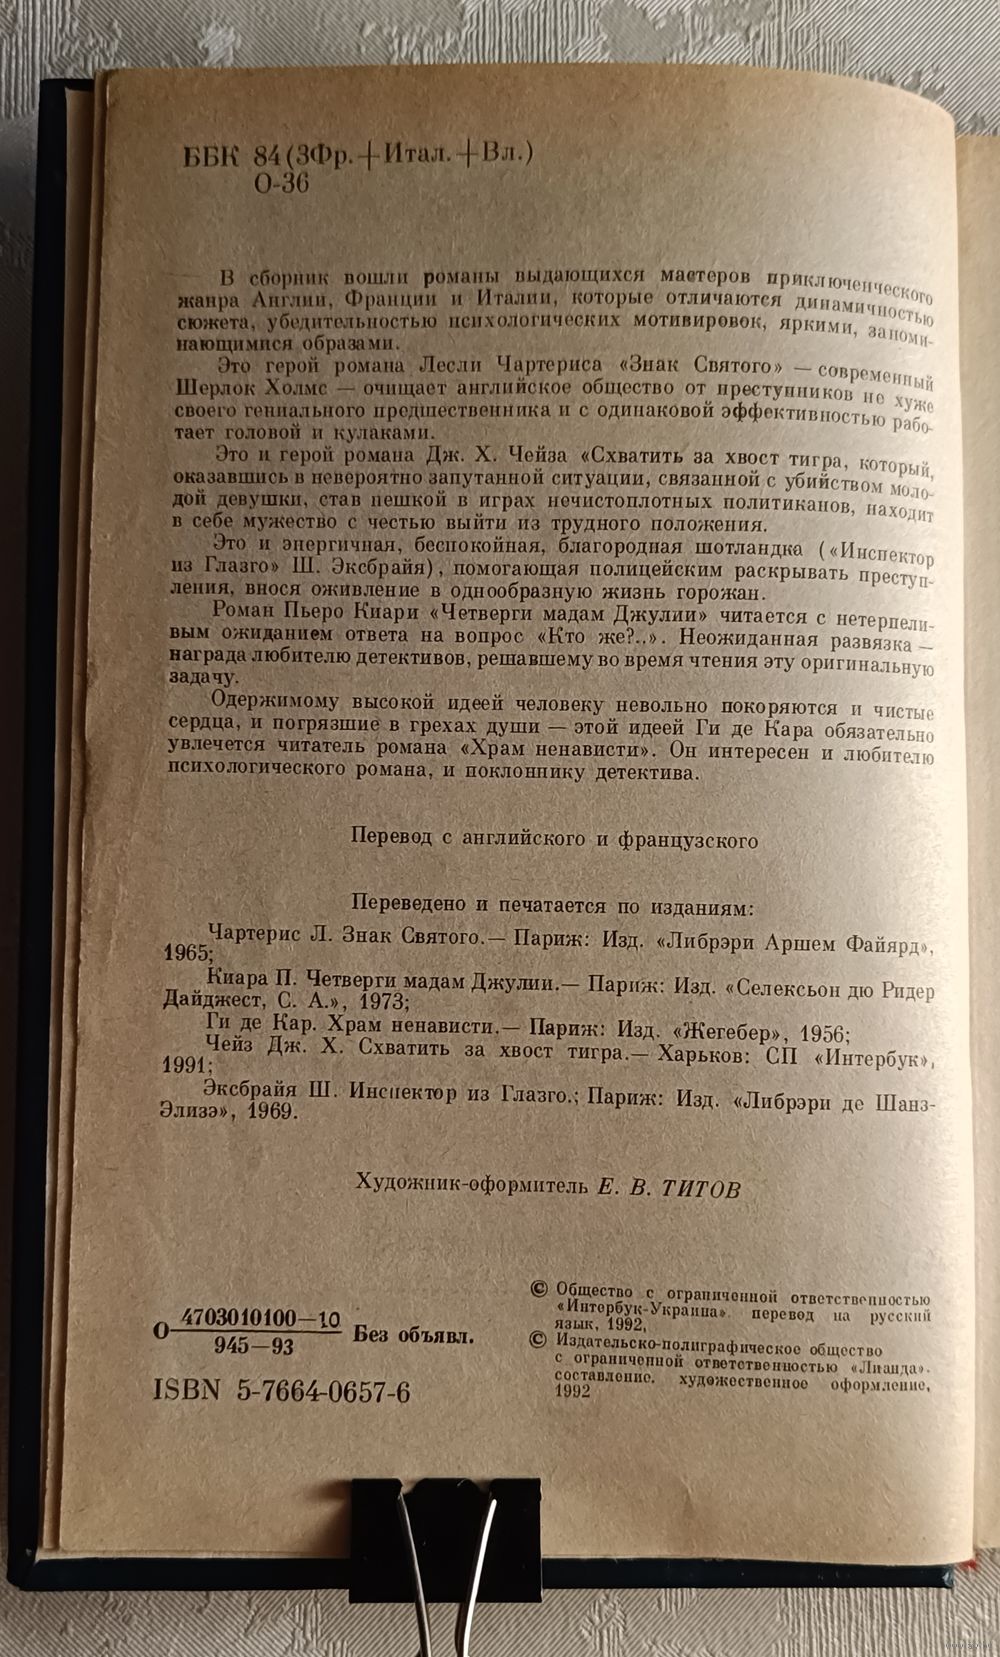 ББК 84(3Фр.+Итал.+Вл.)
О-36
В сборник вошли романы выдающихся мастеров приключенческого
жанра Англии, Франции и Италии, которые отличаются динамичностью
сюжета, убедительностью психологических мотивировок, яркими, запоми-
нающимися образами.
Это герой романа Лесли Чартериса «Знак Святого» — современный
Шерлок Холмс — очищает английское общество от преступников не хуже
своего гениального предшественника и с одинаковой эффективностью рабо-
тает головой и кулаками.
Это и герой романа Дж. Х. Чейза «Схватить за хвост тигра, который,
оказавшись в невероятно запутанной ситуации, связанной с убийством моло-
дой девушки, став пешкой в играх нечистоплотных политиканов, находит
в себе мужество с честью выйти из трудного положения.
Это и энергичная, беспокойная, благородная шотландка («Инспектор
из Глазго» Ш. Эксбрайя), помогающая полицейским раскрывать преступ-
ления, внося оживление в однообразную жизнь горожан.
Роман Пьеро Киари «Четверги мадам Джулии» читается с нетерпели-
вым ожиданием ответа на вопрос «Кто же?..». Неожиданная развязка —
награда любителю детективов, решавшему во время чтения эту оригинальную
задачу.
Одержимому высокой идеей человеку невольно покоряются и чистые
сердца, и погрязшие в грехах души — этой идеей Ги де Кара обязательно
увлечется читатель романа «Храм ненависти». Он интересен и любителю
психологического романа, и поклоннику детектива.
Перевод с английского и французского
Переведено и печатается по изданиям:
Чартерис Л. Знак Святого.— Париж: Изд. «Либрэри Аршем Файярд»,
1965;
Киара П. Четверги мадам Джулии.— Париж: Изд. «Селексьон дю Ридер
Дайджест, С. А.», 1973;
Ги де Кар. Храм ненависти.— Париж: Изд. «Жегебер», 1956;
Чейз Дж. Х. Схватить за хвост тигра.— Харьков: СП «Интербук»,
1991;
Эксбрайя Ш. Инспектор из Глазго.; Париж: Изд. «Либрэри де Шанз-
Элизэ», 1969.
Художник-оформитель Е. В. ТИТОВ
О 4703010100—10
945—93 Без объявл.
ISBN 5-7664-0657-6
© Общество с ограниченной ответственностью
«Интербук-Украина». перевод на русский
язык, 1992,
© Издательско-полиграфическое общество
с ограниченной ответственностью «Лианда».
составление. художественное оформление,
1992